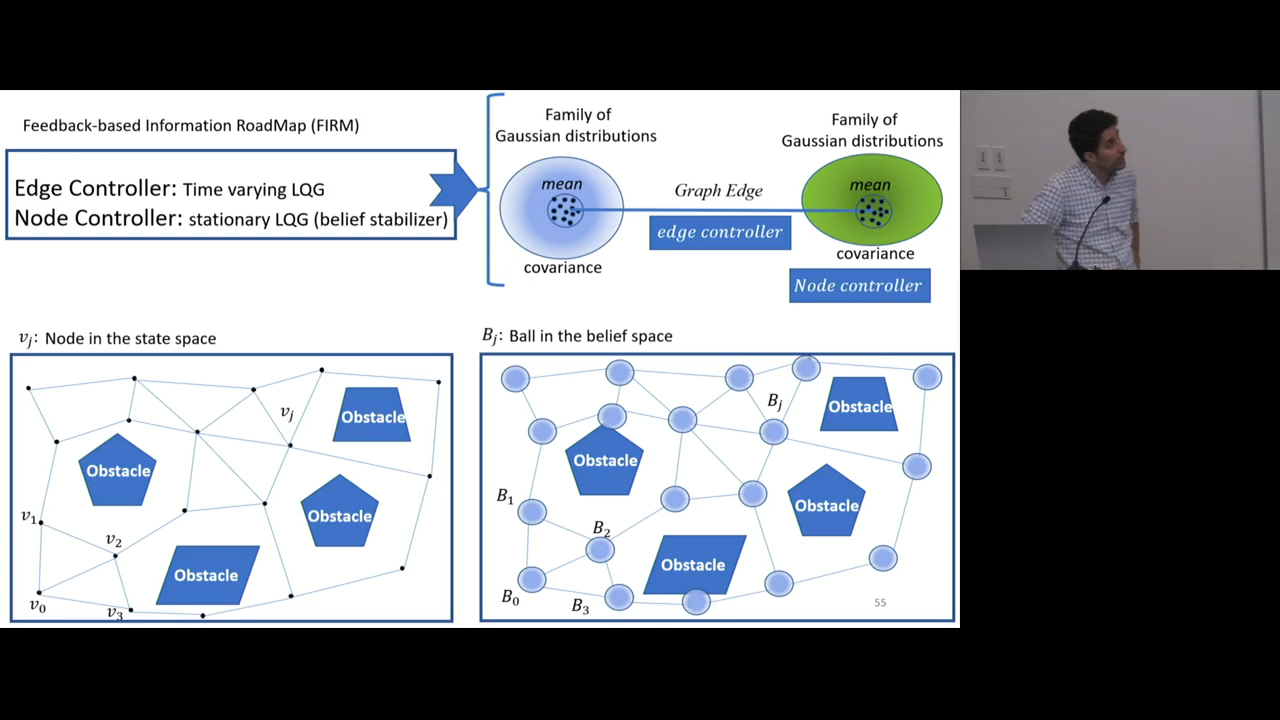 Feedback-based Information RoadMap (FIRM)
Edge Controller: Time varying LQG
Node Controller: stationary LQG (belief stabilizer)
Family of
Gaussian distributions
mean
covariance
Graph Edge
edge controller
Family of
Gaussian distributions
mean
covariance
Node controller
vⱼ: Node in the state space
vⱼ
Obstacle
Obstacle
Obstacle
v₁
v₂
Obstacle
v₀
v₃
Bⱼ: Ball in the belief space
Bⱼ
Obstacle
Obstacle
B₁
Obstacle
B₂
Obstacle
B₀
B₃
55